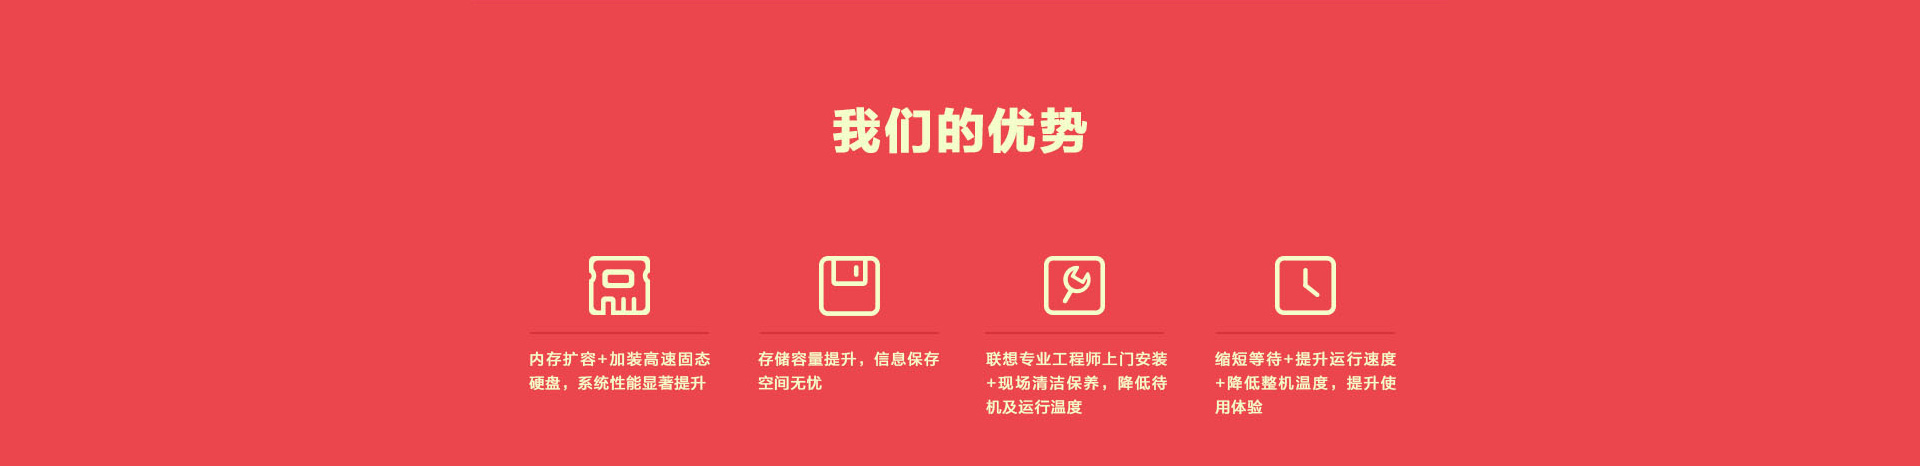 我们的优势
内存扩容+加装高速固态
硬盘，系统性能显著提升
存储容量提升，信息保存
空间无忧
联想专业工程师上门安装
+现场清洁保养，降低待
机及运行温度
缩短等待+提升运行速度
+降低整机温度，提升使
用体验